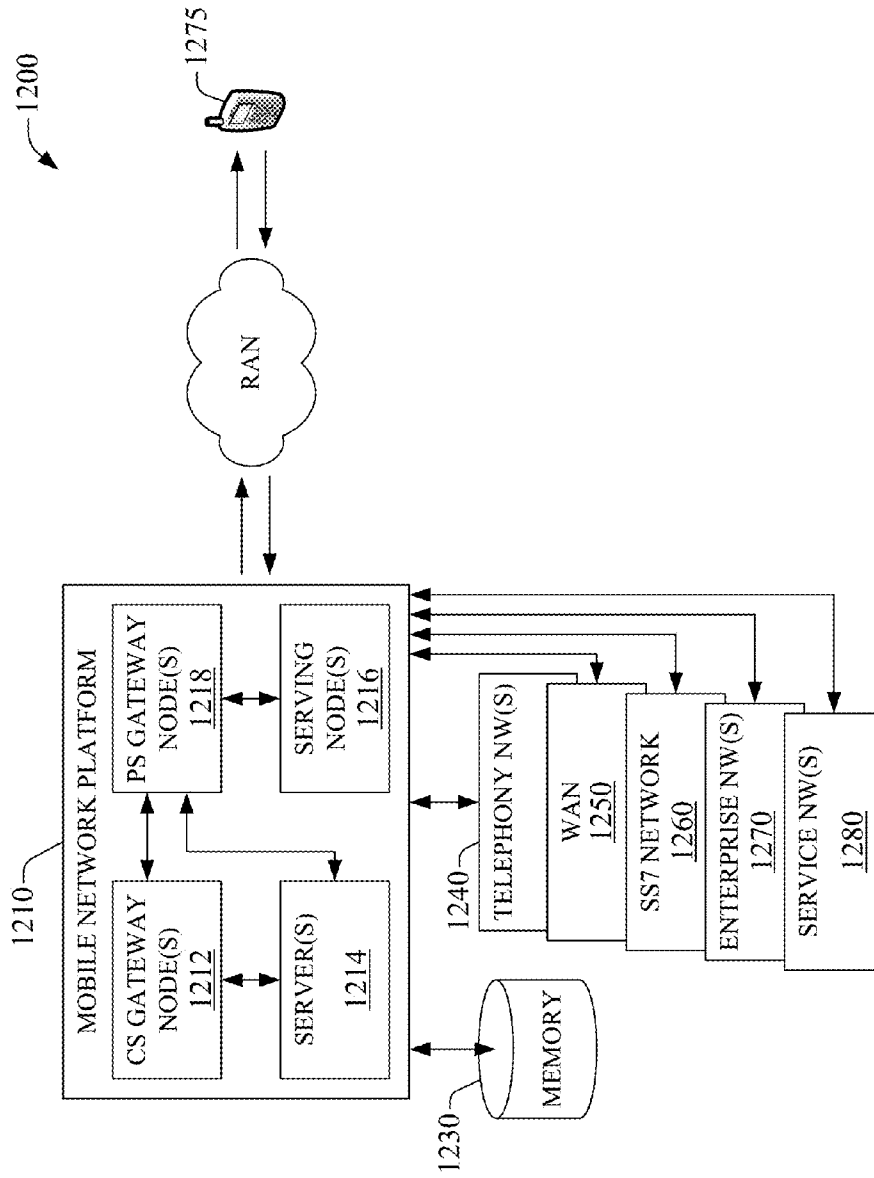 1200
1210
MOBILE NETWORK PLATFORM
CS GATEWAY
NODE(S)
1212
PS GATEWAY
NODE(S)
1218
SERVER(S)
1214
SERVING
NODE(S)
1216
RAN
1275
1230
MEMORY
1240
TELEPHONY NW(S)
WAN
1250
SS7 NETWORK
1260
ENTERPRISE NW(S)
1270
SERVICE NW(S)
1280